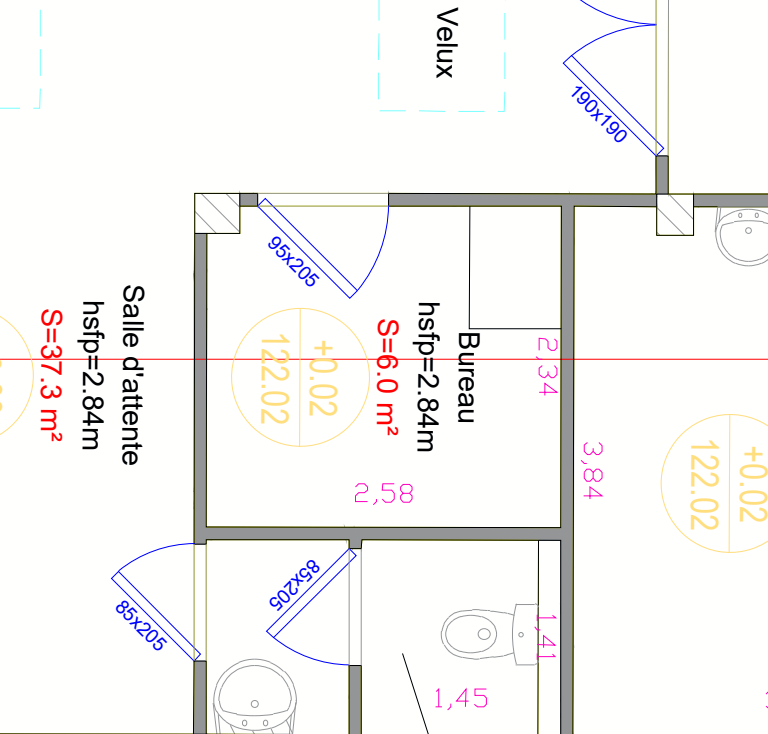 Velux
190x190
95x205
Salle d'attente
hsfp=2.84m
S=37.3 m²
Bureau
hsfp=2.84m
S=6.0 m²
+0.02
122.02
2,34
2,58
3,84
+0.02
122.02
85x205
85x205
1,41
1,45